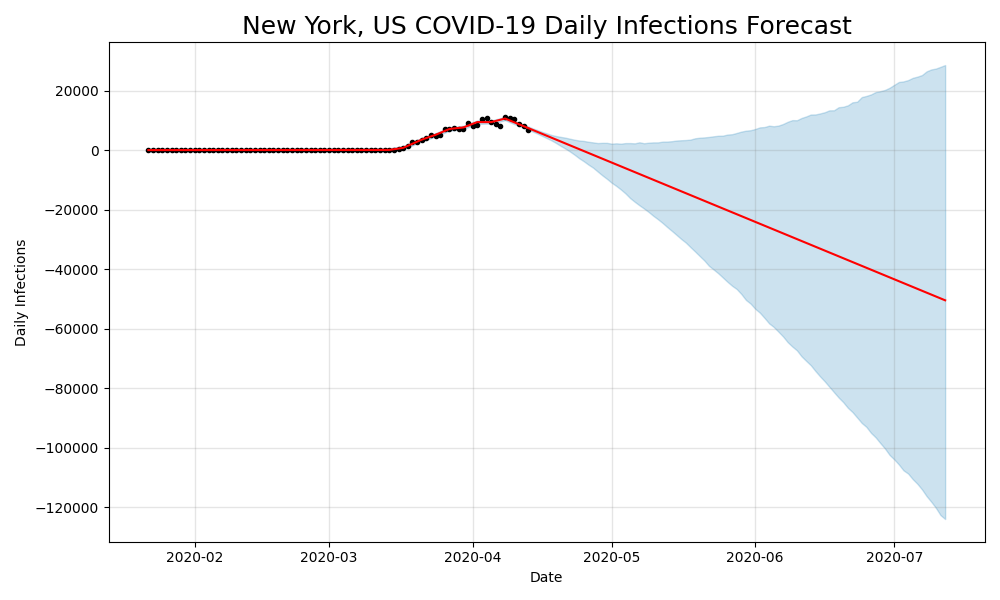 New York, US COVID-19 Daily Infections Forecast
20000
0
−20000
−40000
−60000
−80000
−100000
−120000
Daily Infections
2020-02 2020-03 2020-04 2020-05 2020-06 2020-07
Date